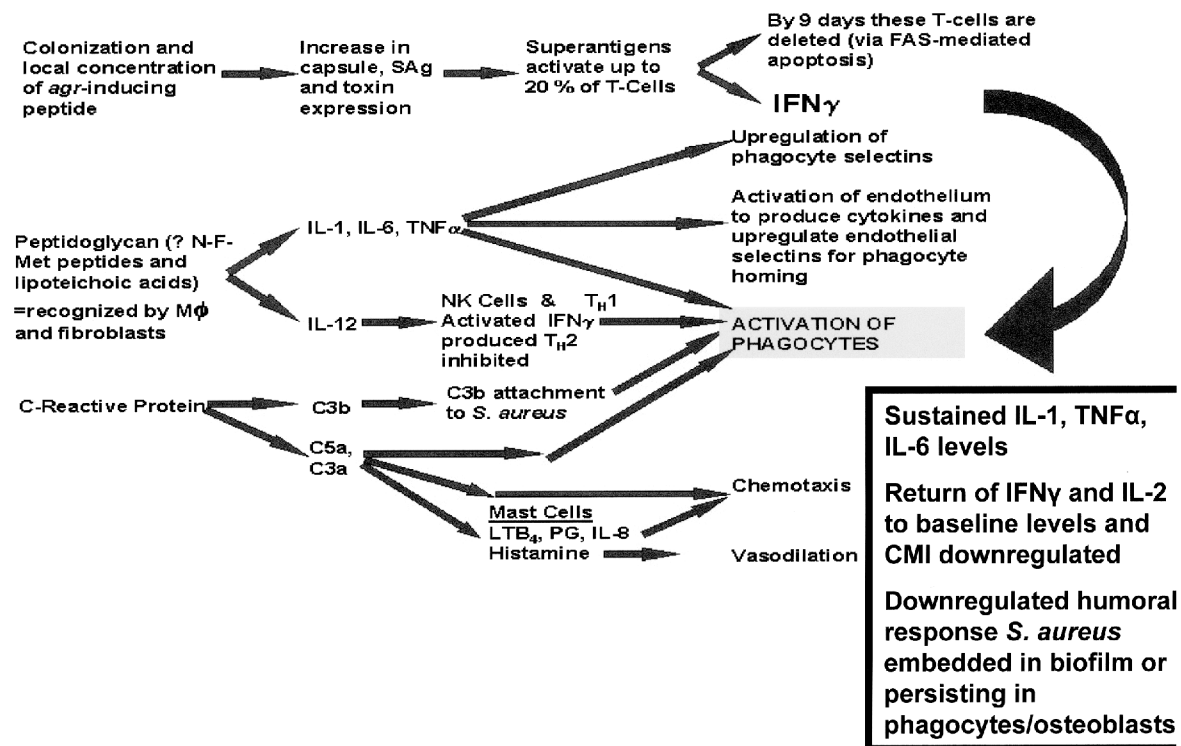 Colonization and
local concentration
of agr-inducing
peptide
Increase in
capsule, SAg
and toxin
expression
Superantigens
activate up to
20 % of T-Cells
By 9 days these T-cells are
deleted (via FAS-mediated
apoptosis)
IFNγ
Upregulation of
phagocyte selectins
Activation of endothelium
to produce cytokines and
upregulate endothelial
selectins for phagocyte
homing
Peptidoglycan (? N-F-
Met peptides and
lipoteichoic acids)
=recognized by Mϕ
and fibroblasts
IL-1, IL-6, TNFα
IL-12
NK Cells & TH1
Activated IFNγ
produced TH2
inhibited
ACTIVATION OF
PHAGOCYTES
C-Reactive Protein
C3b
C3b attachment
to S. aureus
C5a,
C3a
Mast Cells
LTB4, PG, IL-8
Histamine
Chemotaxis
Vasodilation
Sustained IL-1, TNFα,
IL-6 levels
Return of IFNγ and IL-2
to baseline levels and
CMI downregulated
Downregulated humoral
response S. aureus
embedded in biofilm or
persisting in
phagocytes/osteoblasts